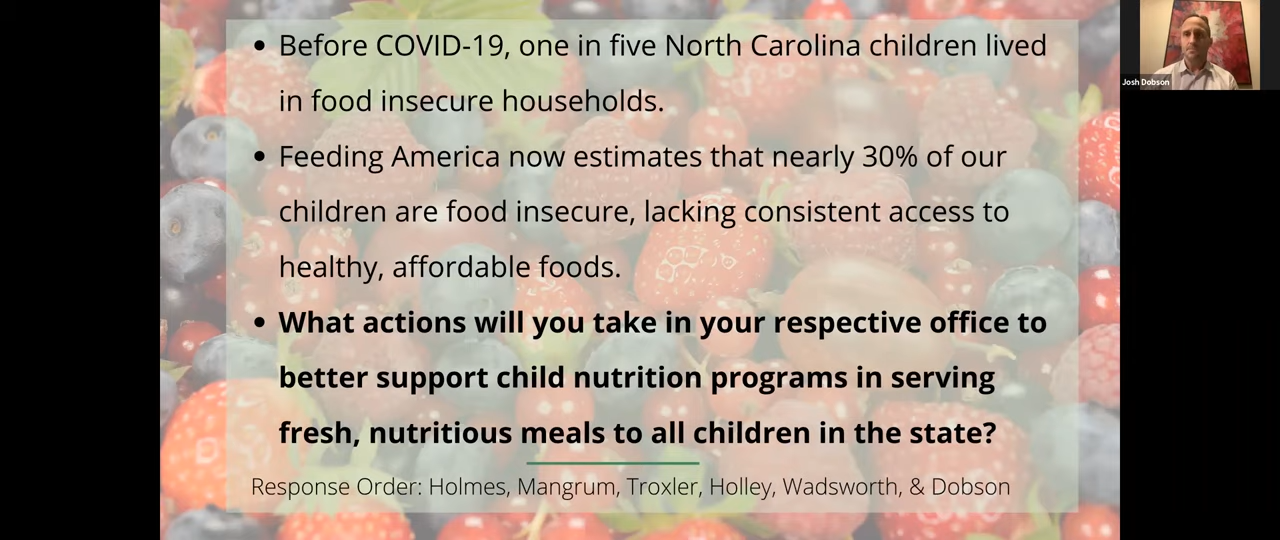 • Before COVID-19, one in five North Carolina children lived
in food insecure households.
• Feeding America now estimates that nearly 30% of our
children are food insecure, lacking consistent access to
healthy, affordable foods.
• What actions will you take in your respective office to
better support child nutrition programs in serving
fresh, nutritious meals to all children in the state?
Response Order: Holmes, Mangrum, Troxler, Holley, Wadsworth, & Dobson
Josh Dobson